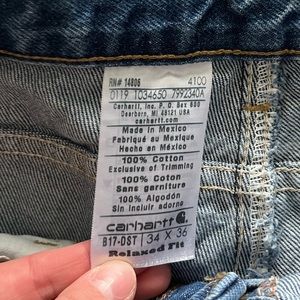 RN# 14806 4100
0119 1034650 7992340A
Carhartt, Inc. P.O. Box 600
Dearborn, MI 48121 USA
carhartt.com
Made in Mexico
Fabriqué au Mexique
Hecho en México
100% Cotton
Exclusive of Trimming
100% Coton
Sans garniture
100% Algodón
Sin incluir adornos
carhartt
B17-DST 34 X 36
Relaxed Fit